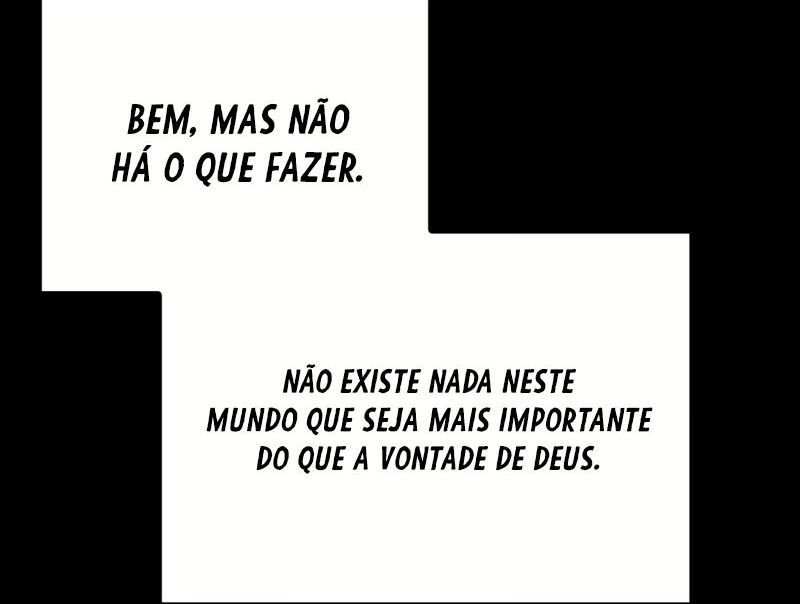 BEM, MAS NÃO
HÁ O QUE FAZER.
NÃO EXISTE NADA NESTE
MUNDO QUE SEJA MAIS IMPORTANTE
DO QUE A VONTADE DE DEUS.